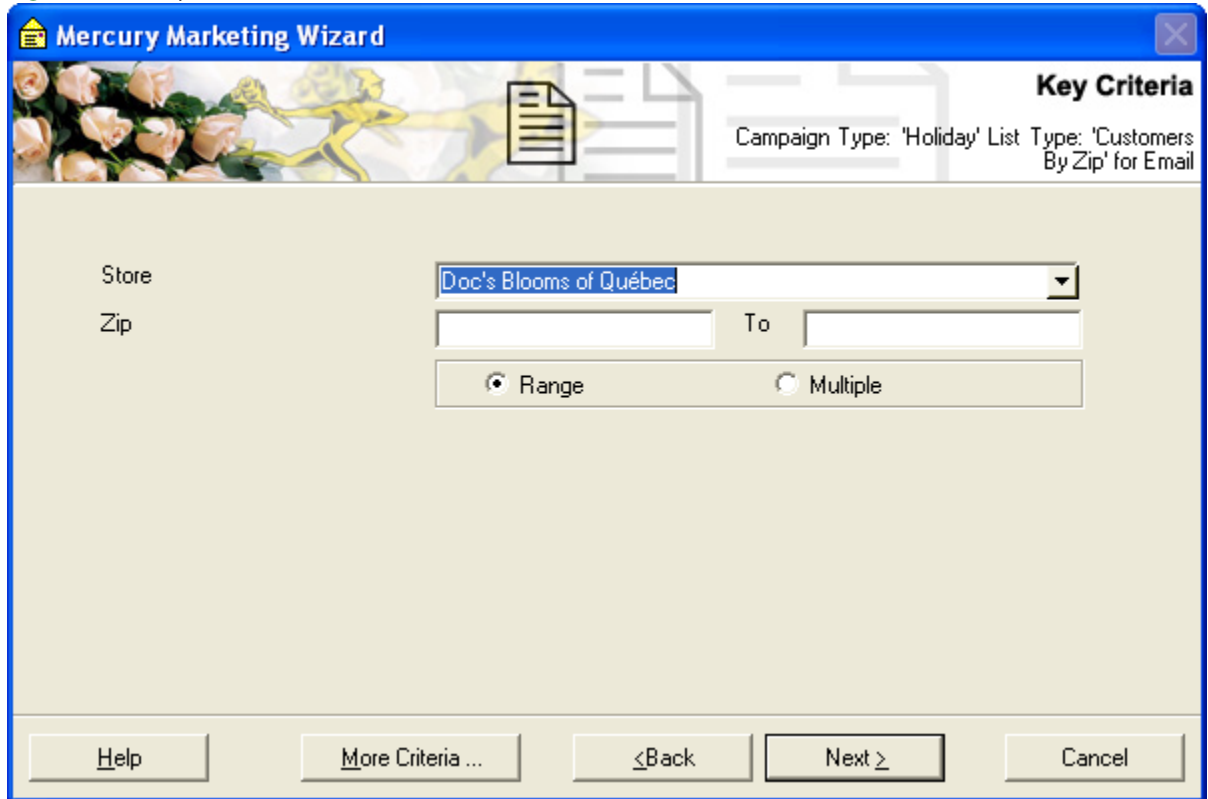 Mercury Marketing Wizard
Key Criteria
Campaign Type: 'Holiday' List Type: 'Customers
By Zip' for Email
Store
Doc's Blooms of Québec
Zip
To
Range
Multiple
Help
More Criteria ...
<Back
Next >
Cancel